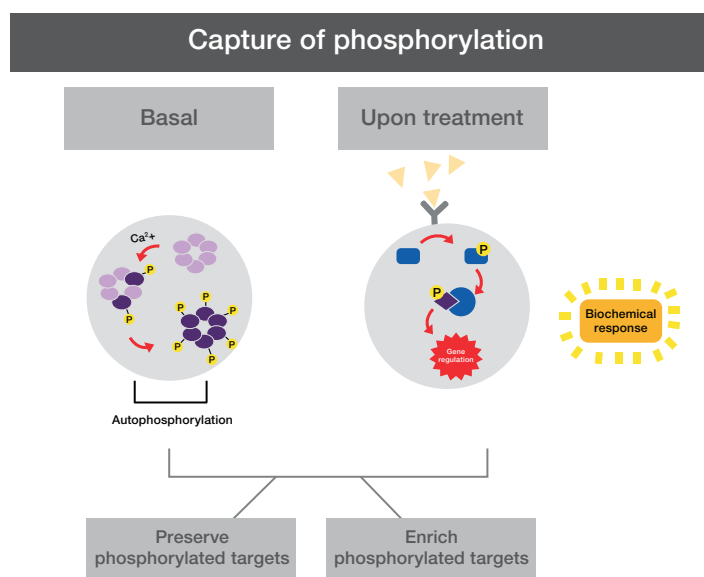 Capture of phosphorylation
Basal
Upon treatment
Ca²+
P
P
P
P
P
P
P
P
Autophosphorylation
P
P
Gene
regulation
Biochemical
response
Preserve
phosphorylated targets
Enrich
phosphorylated targets